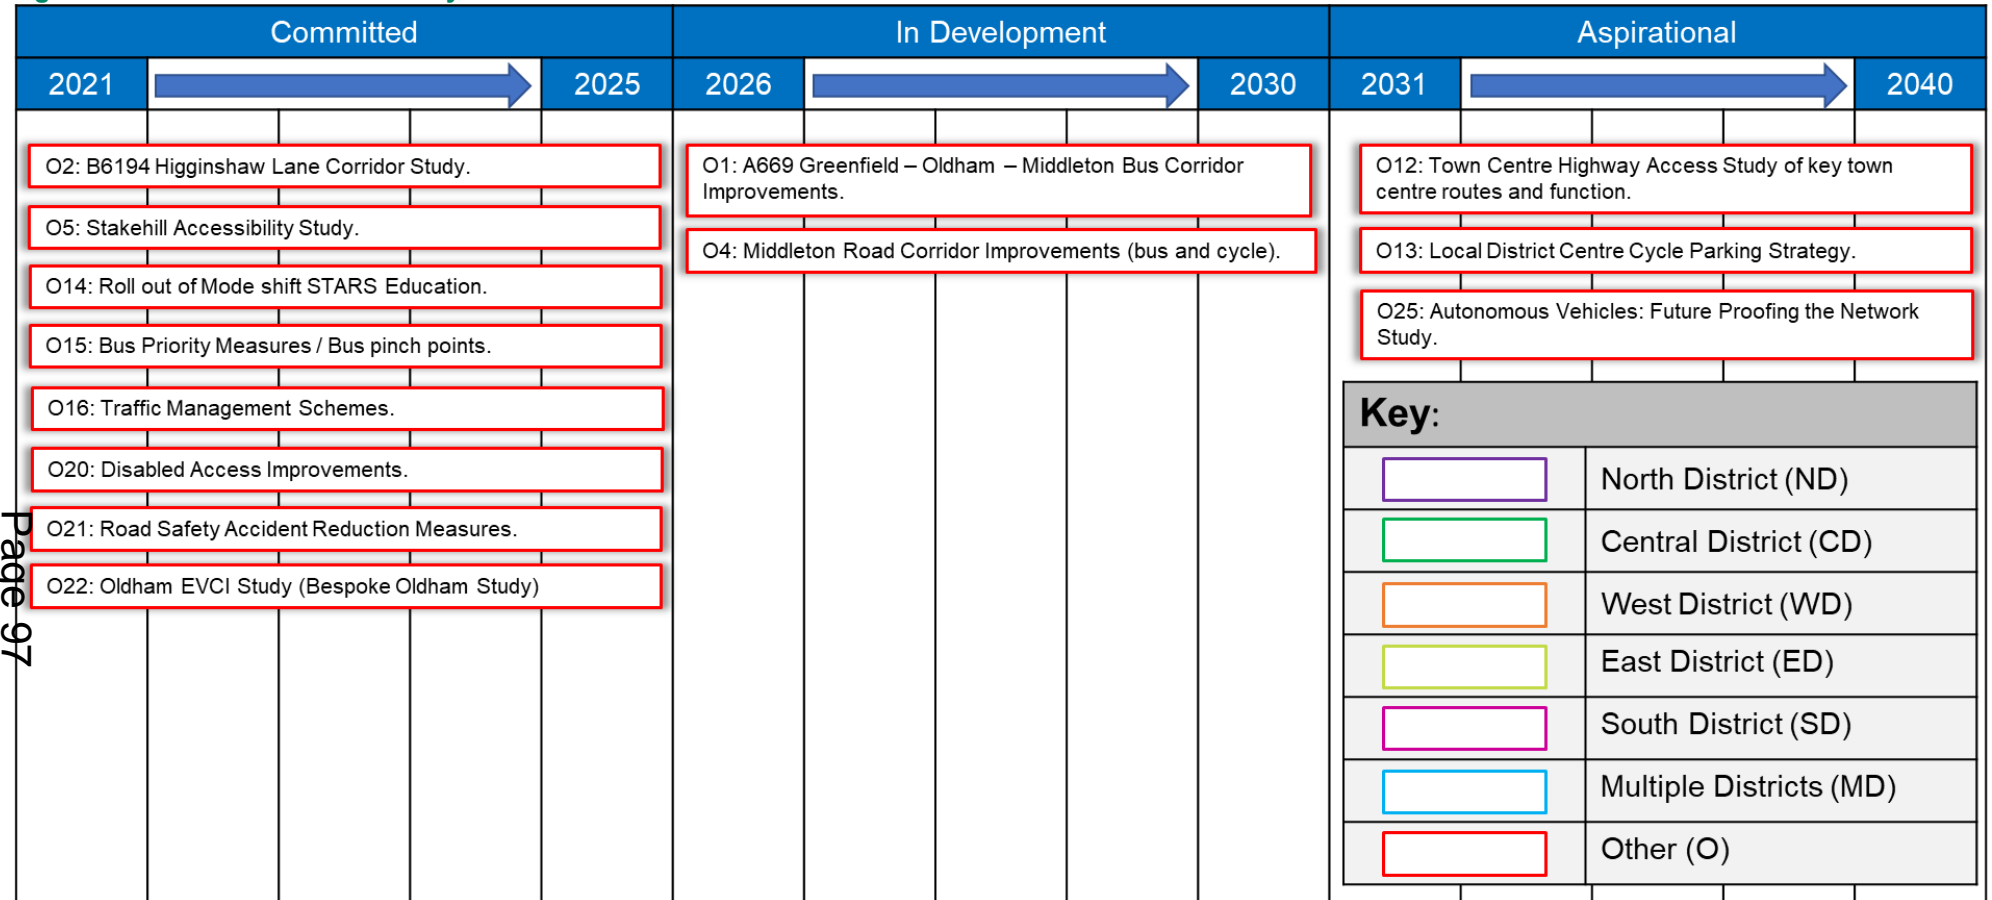 Committed
In Development
Aspirational
2021
2025
2026
2030
2031
2040
O2: B6194 Higginshaw Lane Corridor Study.
O5: Stakehill Accessibility Study.
O14: Roll out of Mode shift STARS Education.
O15: Bus Priority Measures / Bus pinch points.
O16: Traffic Management Schemes.
O20: Disabled Access Improvements.
O21: Road Safety Accident Reduction Measures.
O22: Oldham EVCI Study (Bespoke Oldham Study)
O1: A669 Greenfield – Oldham – Middleton Bus Corridor
Improvements.
O4: Middleton Road Corridor Improvements (bus and cycle).
O12: Town Centre Highway Access Study of key town
centre routes and function.
O13: Local District Centre Cycle Parking Strategy.
O25: Autonomous Vehicles: Future Proofing the Network
Study.
Key:
North District (ND)
Central District (CD)
West District (WD)
East District (ED)
South District (SD)
Multiple Districts (MD)
Other (O)
Page 97